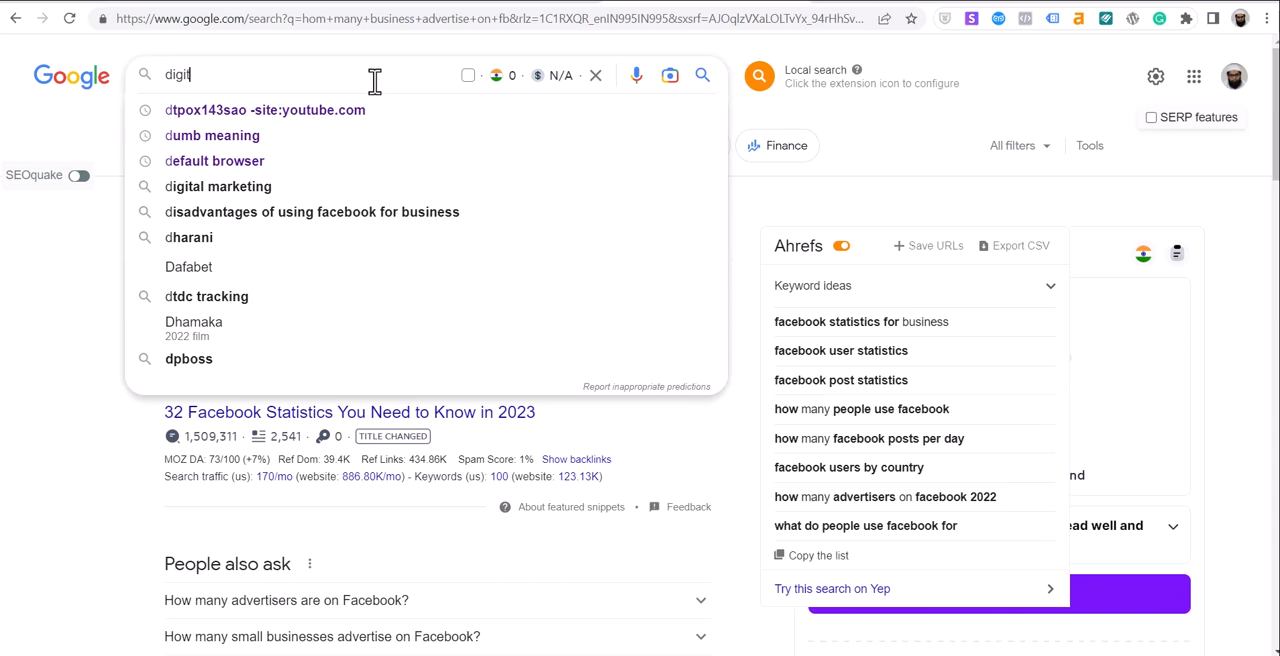 https://www.google.com/search?q=hom+many+business+advertise+on+fb&rlz=1C1RXQR_enIN995IN995&sxsrf=AJOqlzVXaLOLTvYx_94rHhSv...
Google
digit
0 · N/A ·
Local search
Click the extension icon to configure
SERP features
SEOquake
dtpox143sao -site:youtube.com
dumb meaning
default browser
digital marketing
disadvantages of using facebook for business
dharani
Dafabet
dtdc tracking
Dhamaka
2022 film
dpboss
Report inappropriate predictions
Finance
All filters
Tools
Ahrefs
Save URLs
Export CSV
Keyword ideas
facebook statistics for business
facebook user statistics
facebook post statistics
how many people use facebook
how many facebook posts per day
facebook users by country
how many advertisers on facebook 2022
what do people use facebook for
Copy the list
Try this search on Yep
nd
ead well and
32 Facebook Statistics You Need to Know in 2023
1,509,311 · 2,541 · 0 · TITLE CHANGED
MOZ DA: 73/100 (+7%) Ref Dom: 39.4K Ref Links: 434.86K Spam Score: 1% Show backlinks
Search traffic (us): 170/mo (website: 886.80K/mo) - Keywords (us): 100 (website: 123.13K)
About featured snippets • Feedback
People also ask
How many advertisers are on Facebook?
How many small businesses advertise on Facebook?